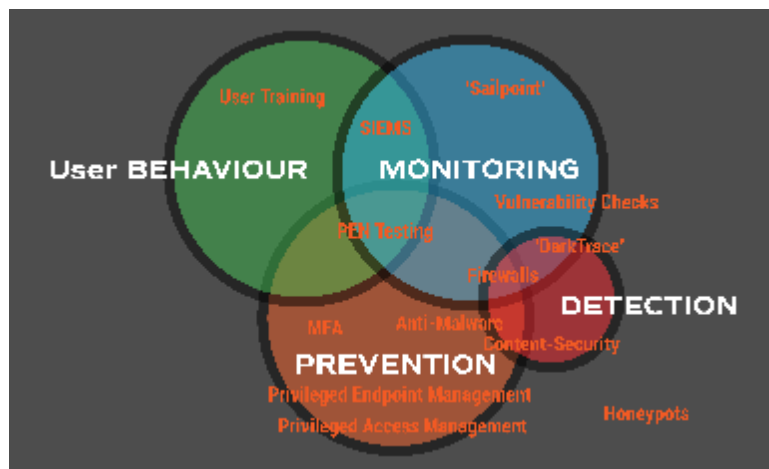 User Training
'Sailpoint'
SIEMS
User BEHAVIOUR
MONITORING
Vulnerability Checks
PEN Testing
'DarkTrace'
Firewalls
DETECTION
MFA
Anti-Malware
Content-Security
PREVENTION
Privileged Endpoint Management
Honeypots
Privileged Access Management